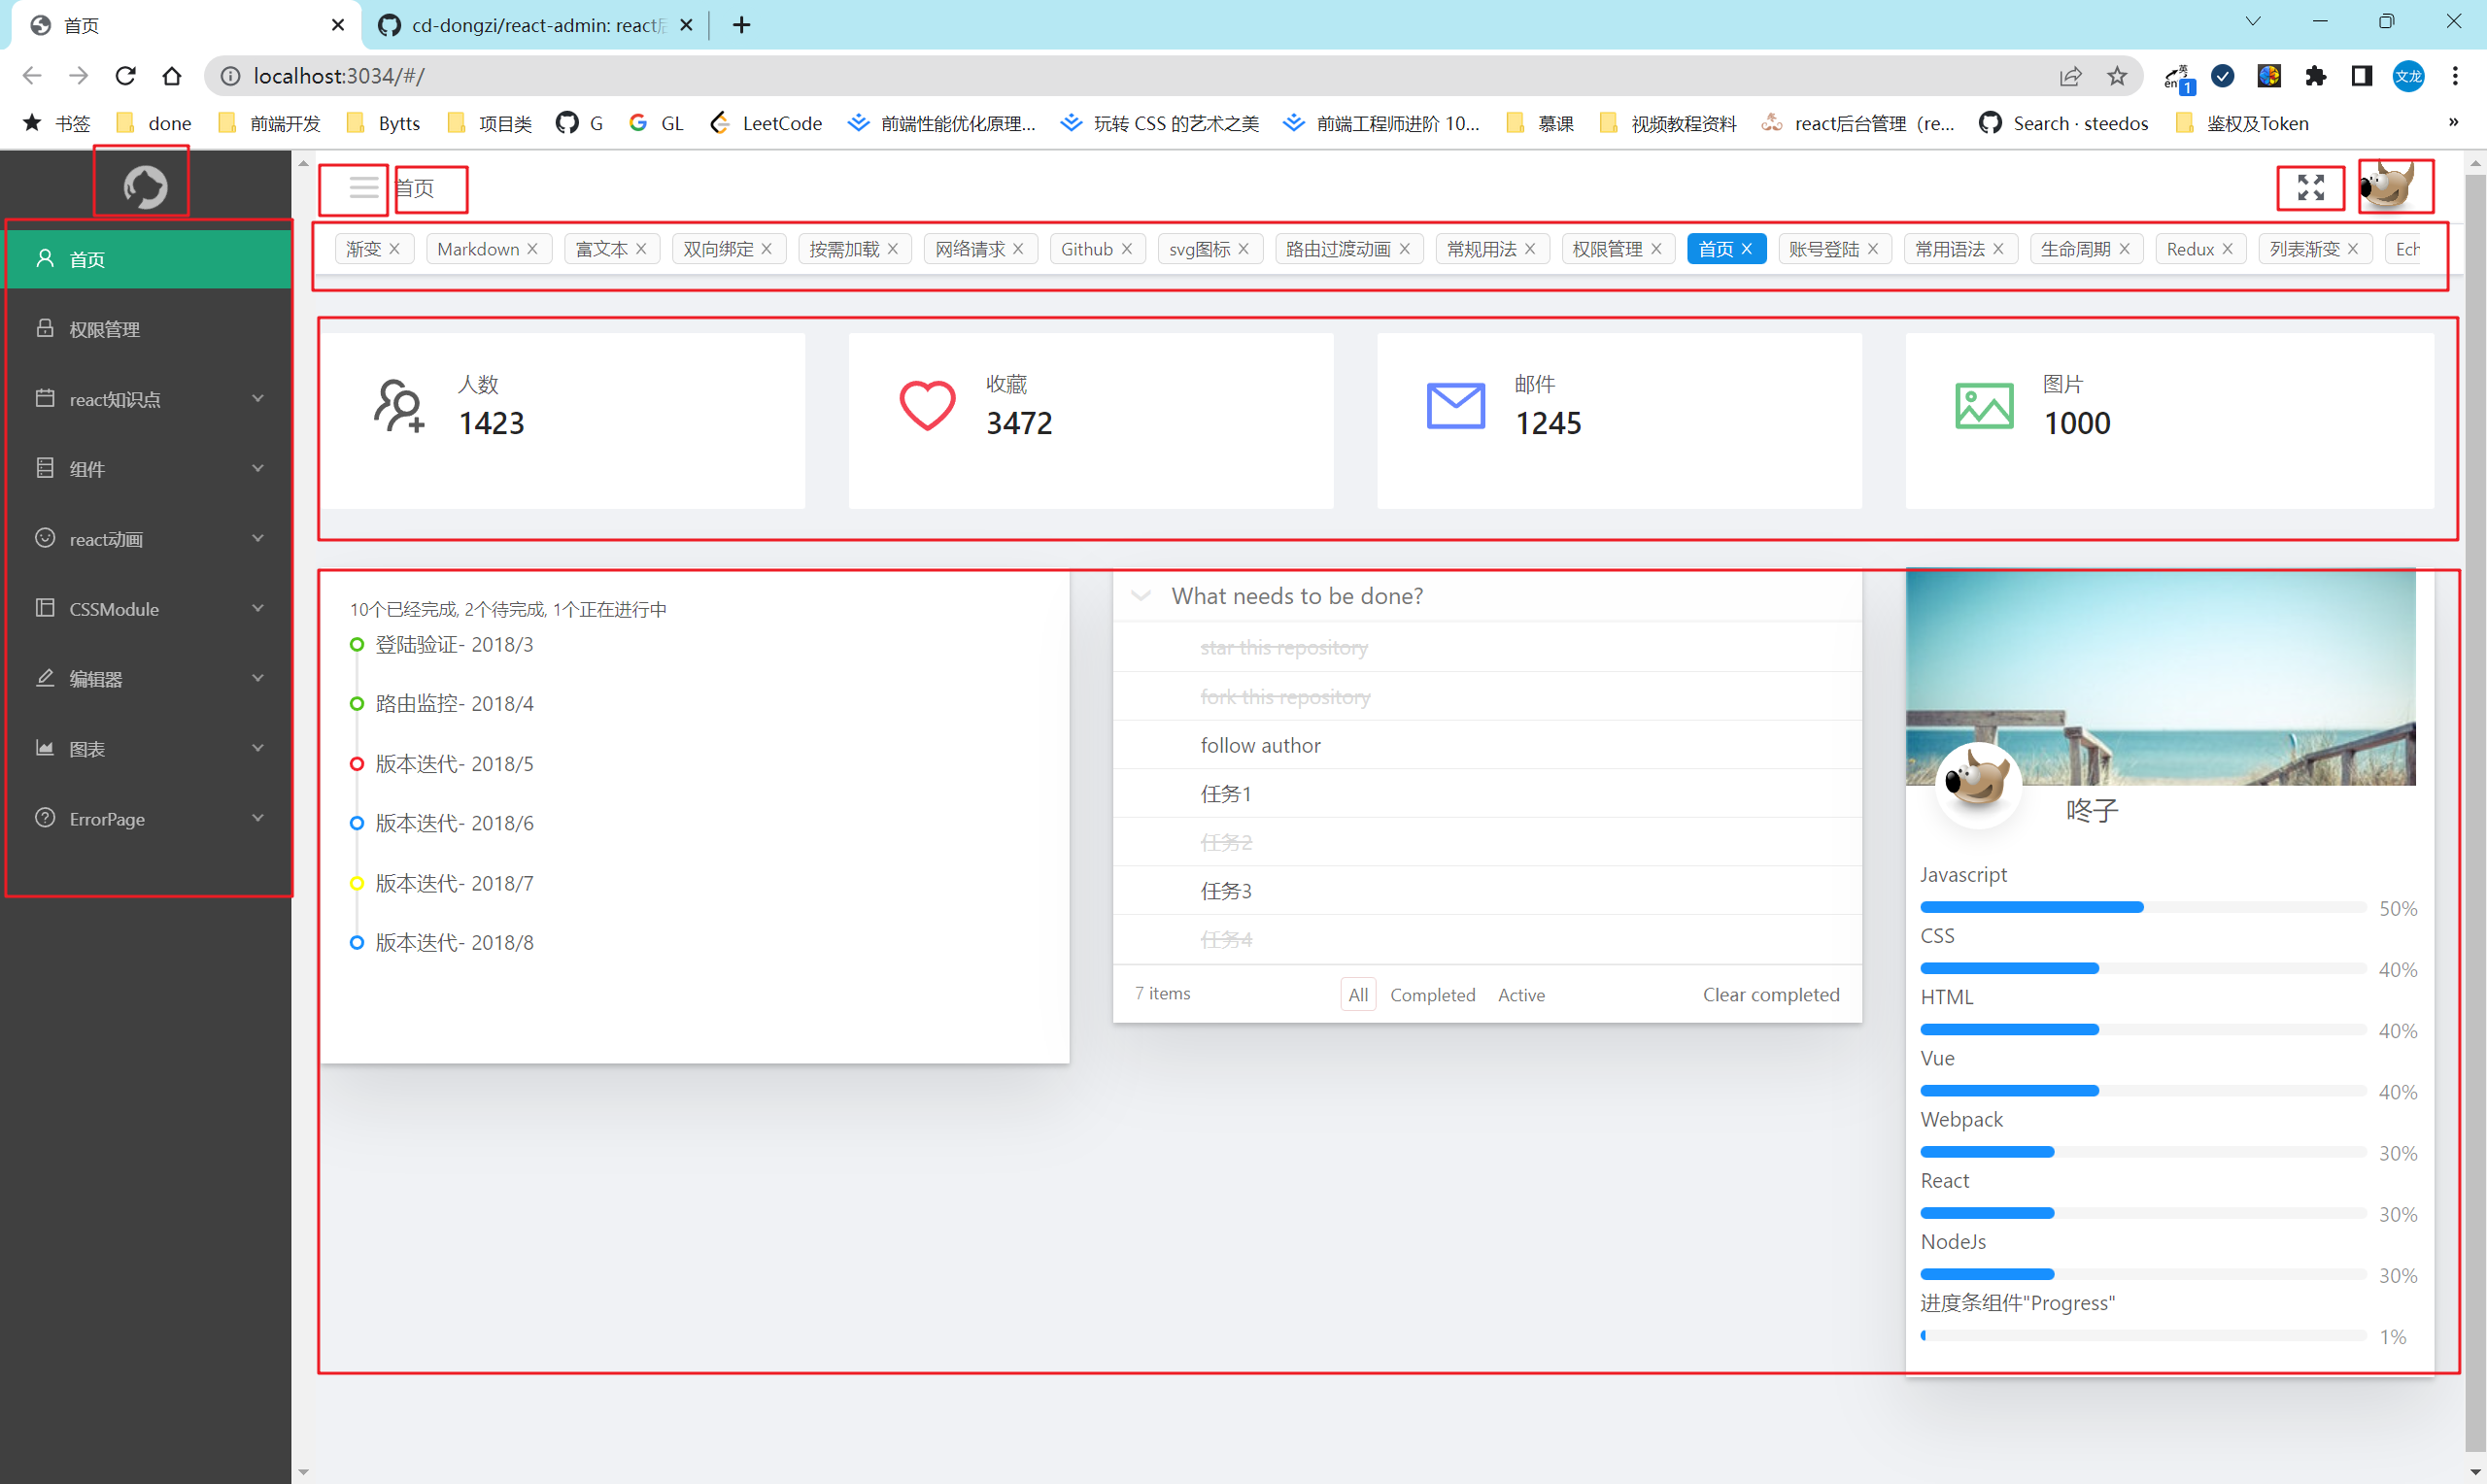 首页
cd-dongzi/react-admin: react
localhost:3034/#/
文龙
英
en
1
书签 done 前端开发 Bytts 项目类 G GL LeetCode 前端性能优化原理... 玩转 CSS 的艺术之美 前端工程师进阶 10... 慕课 视频教程资料 react后台管理（re... Search · steedos 鉴权及Token »
首页
渐变 Markdown 富文本 双向绑定 按需加载 网络请求 Github svg图标 路由过渡动画 常规用法 权限管理 首页 账号登陆 常用语法 生命周期 Redux 列表渐变 Ech
首页
权限管理
react知识点
组件
react动画
CSSModule
编辑器
图表
ErrorPage
人数
1423
收藏
3472
邮件
1245
图片
1000
10个已经完成, 2个待完成, 1个正在进行中
登陆验证- 2018/3
路由监控- 2018/4
版本迭代- 2018/5
版本迭代- 2018/6
版本迭代- 2018/7
版本迭代- 2018/8
What needs to be done?
star this repository
fork this repository
follow author
任务1
任务2
任务3
任务4
7 items All Completed Active Clear completed
咚子
Javascript
50%
CSS
40%
HTML
40%
Vue
40%
Webpack
30%
React
30%
NodeJs
30%
进度条组件"Progress"
1%